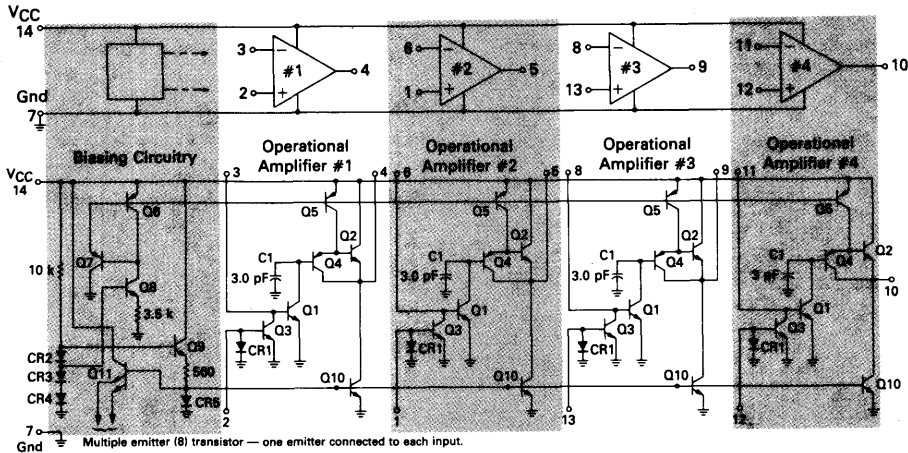 VCC
14
3
#1
4
2
6
#2
5
1
8
#3
9
13
11
#4
10
12
Gnd
7
Biasing Circuitry
Operational
Amplifier #1
Operational
Amplifier #2
Operational
Amplifier #3
Operational
Amplifier #4
VCC
14
3
4
6
5
8
9
11
Q6
Q5
Q5
Q5
Q2
Q2
Q2
Q7
10 k
Q8
3.5 k
C1
3.0 pF
Q4
C1
3.0 pF
Q4
C1
3.0 pF
Q4
3 pF
Q4
10
Q1
Q1
Q1
Q1
Q3
Q3
Q3
Q3
CR1
CR1
CR1
CR1
CR2
CR3
CR4
Q11
Q9
560
CR5
Q10
Q10
Q10
Q10
2
1
13
12
7
Gnd
Multiple emitter (8) transistor — one emitter connected to each input.